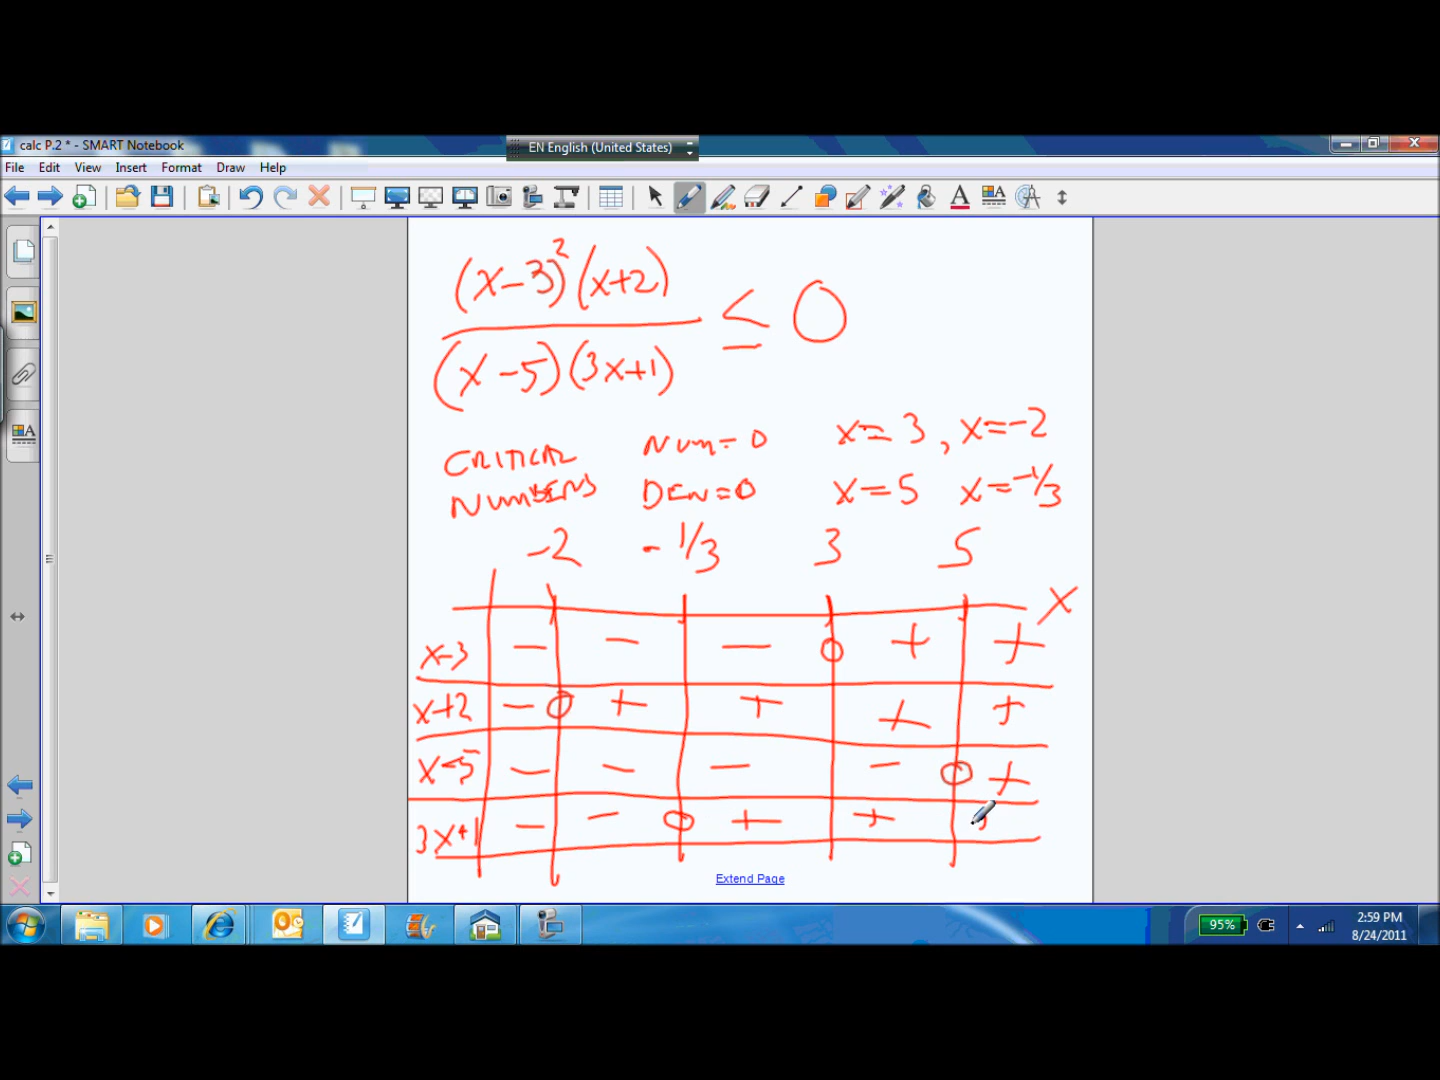 calc P.2 * - SMART Notebook
EN English (United States)
File Edit View Insert Format Draw Help
(x-3)²(x+2)
≤ 0
(x-5)(3x+1)
CRITICAL NUM=0 x=3, x=-2
NUMBERS DEN=0 x=5 x=-1/3
-2 -1/3 3 5
x
x-3 - - - 0 + +
x+2 - 0 + + + +
x-5 - - - - 0 +
3x+1 - - 0 + + +
Extend Page
95%
2:59 PM
8/24/2011